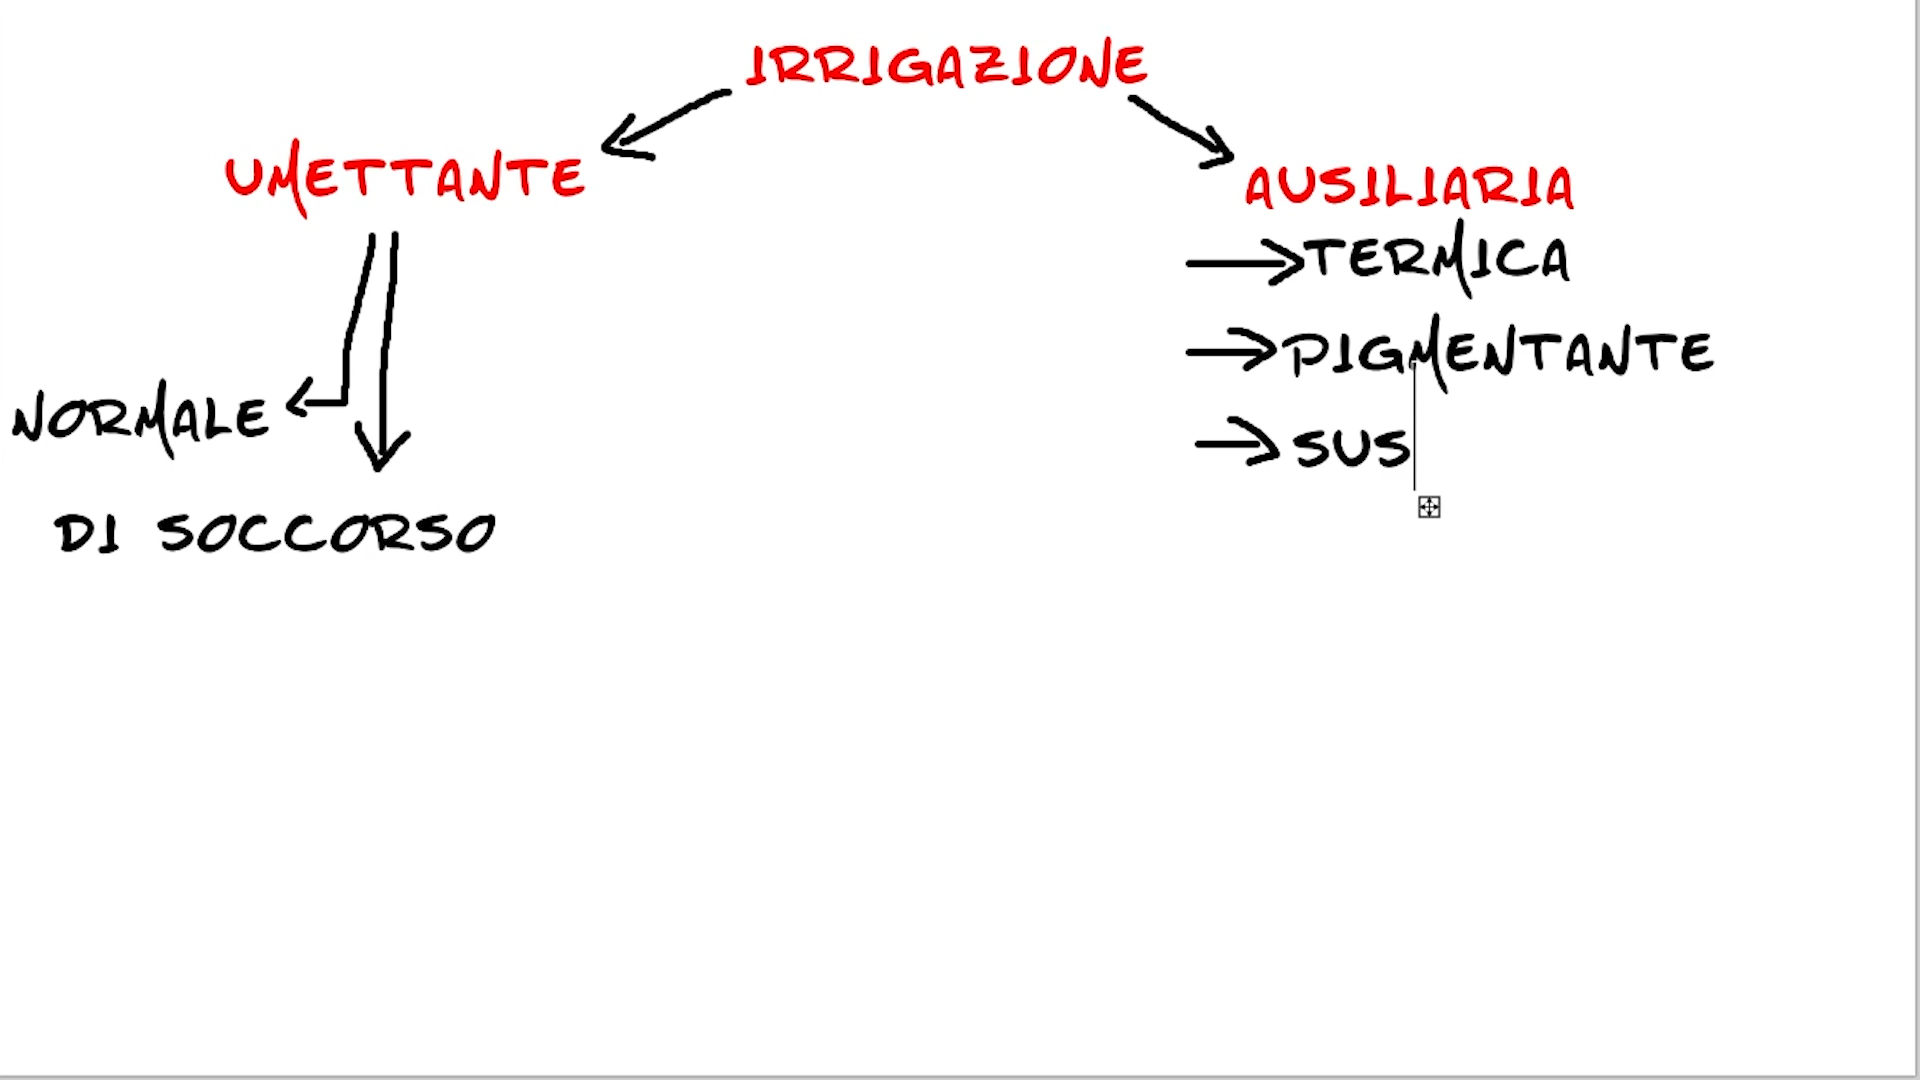 IRRIGAZIONE
UMETTANTE
NORMALE
DI SOCCORSO
AUSILIARIA
TERMICA
PIGMENTANTE
SUS